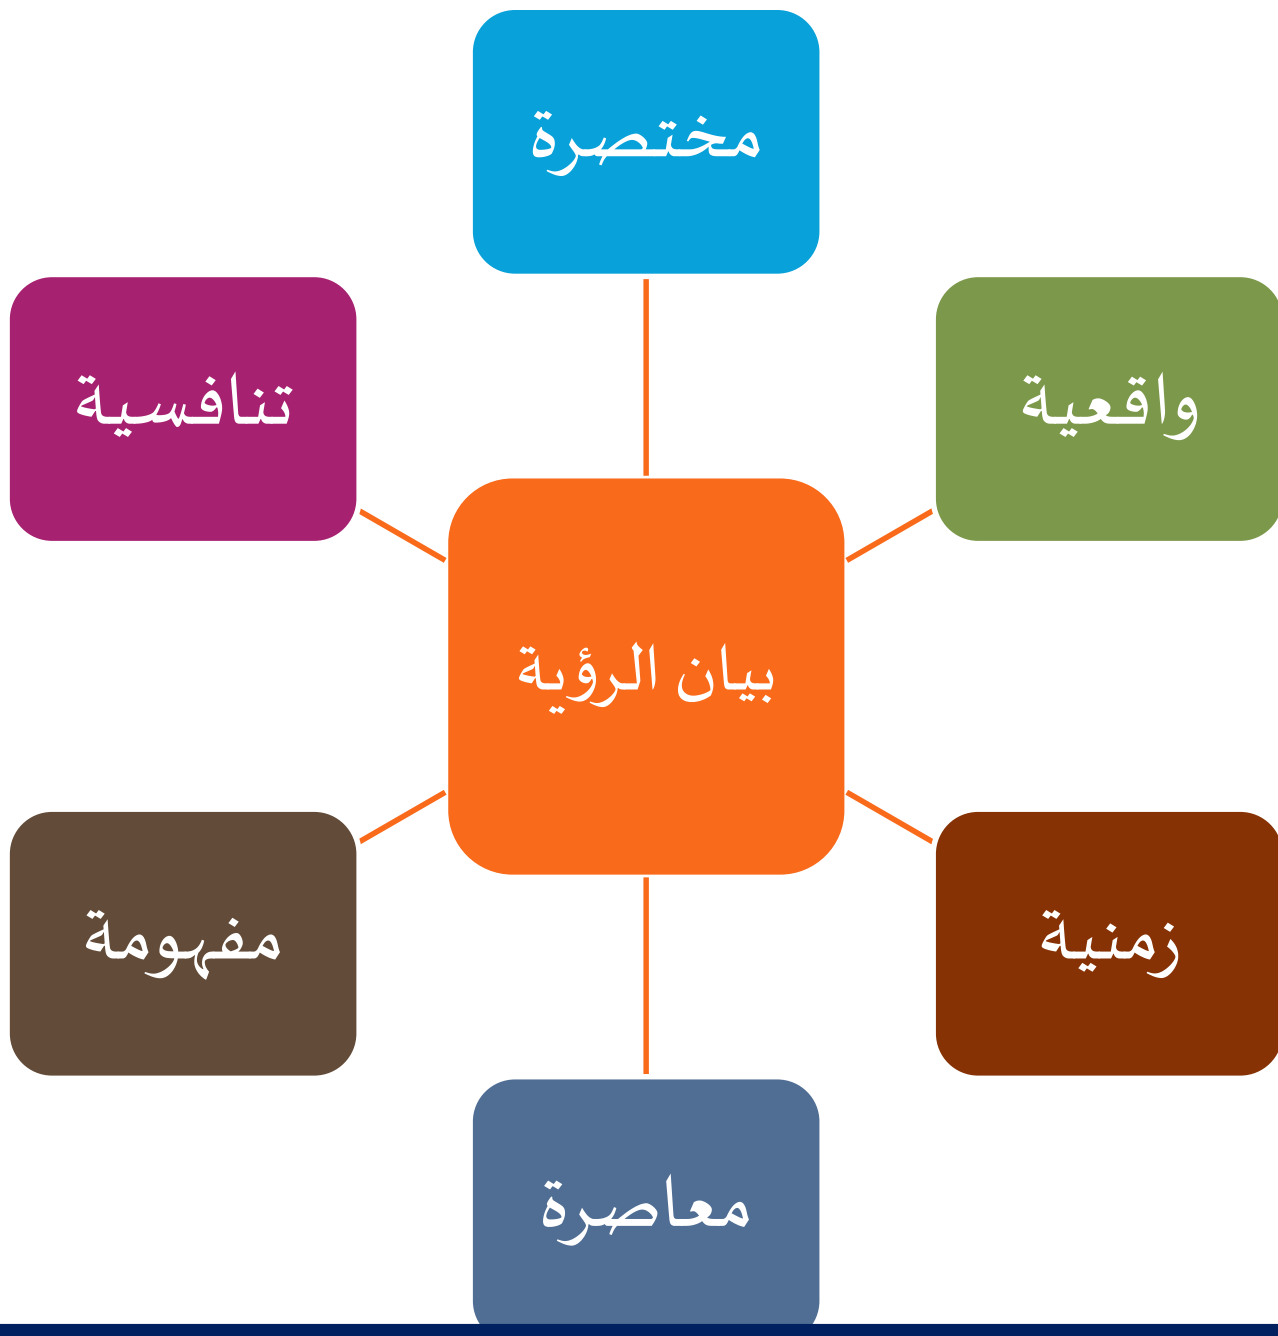 مختصرة
واقعية
زمنية
معاصرة
مفهومة
تنافسية
بيان الرؤية